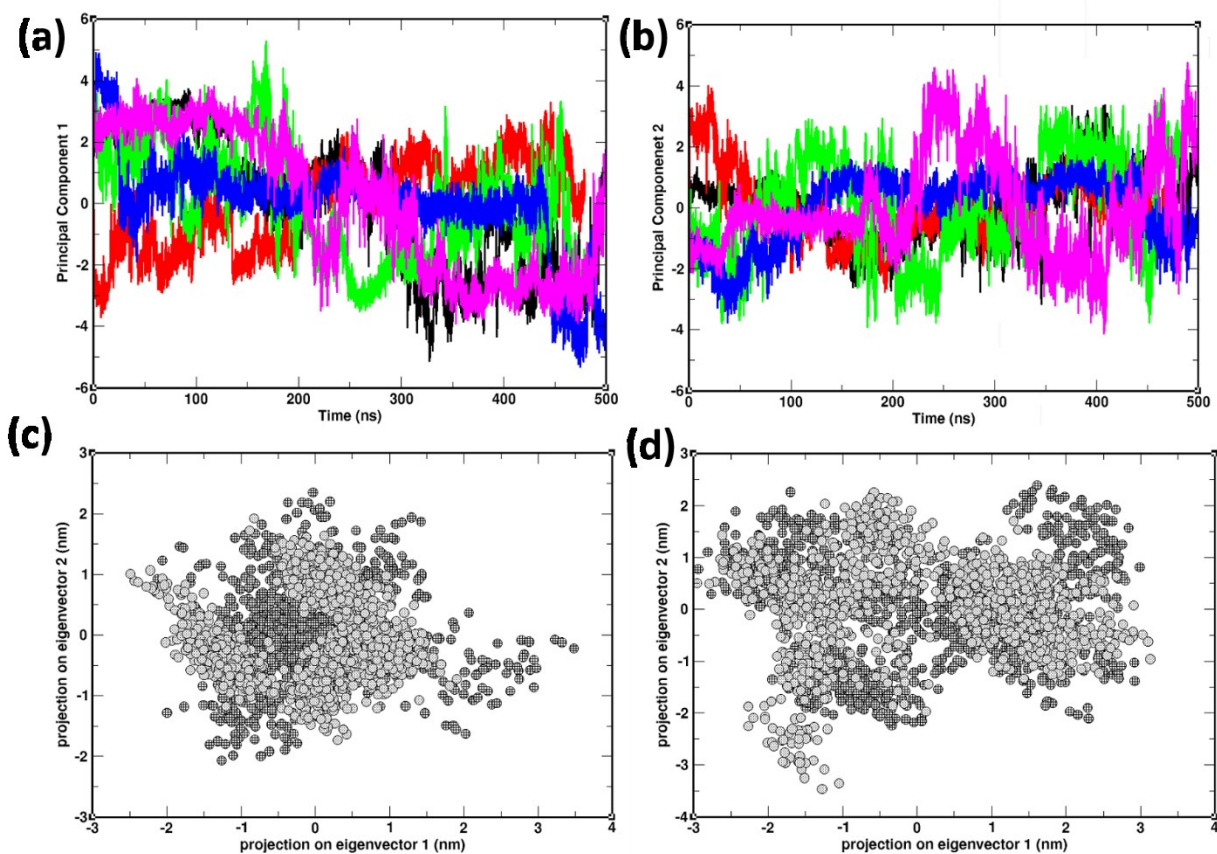 (a)
6
4
2
0
-2
-4
-6
Principal Component 1
0 100 200 300 400 500
Time (ns)
(b)
6
4
2
0
-2
-4
-6
Principal Componenet 2
0 100 200 300 400 500
Time (ns)
(c)
3
2
1
0
-1
-2
-3
projection on eigenvector 2 (nm)
-3 -2 -1 0 1 2 3 4
projection on eigenvector 1 (nm)
(d)
3
2
1
0
-1
-2
-3
-4
projection on eigenvector 2 (nm)
-3 -2 -1 0 1 2 3 4
projection on eigenvector 1 (nm)